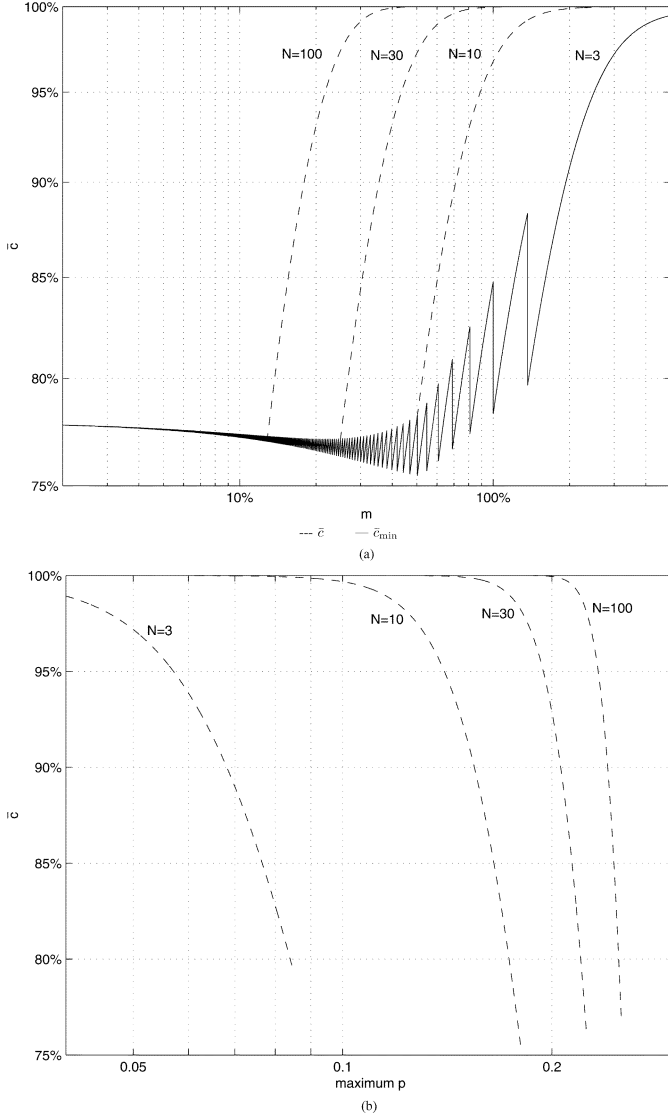 100%
95%
90%
85%
80%
75%
c̄
N=100
N=30
N=10
N=3
10%
100%
m
--- c̄ — c̄min
(a)
100%
95%
90%
85%
80%
75%
c̄
N=3
N=10
N=30
N=100
0.05
0.1
0.2
maximum p
(b)